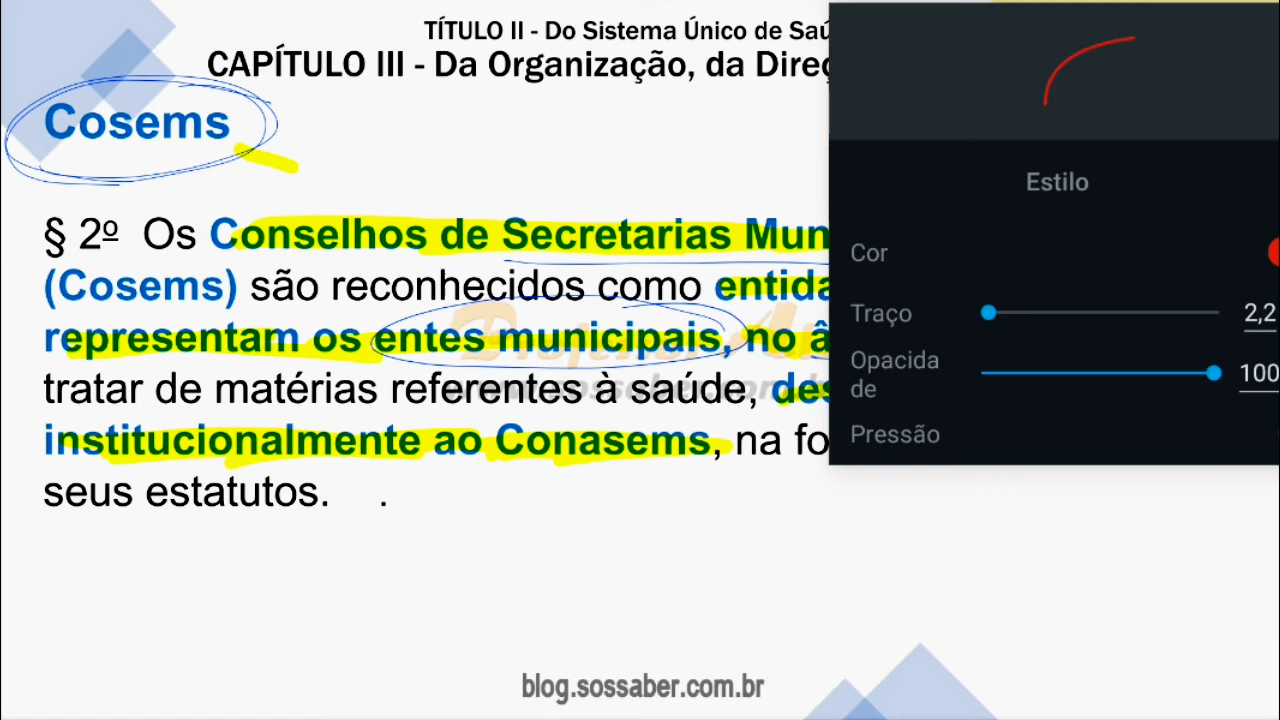 TÍTULO II - Do Sistema Único de Saú
CAPÍTULO III - Da Organização, da Direç
Cosems
§ 2º Os Conselhos de Secretarias Mun
(Cosems) são reconhecidos como entida
representam os entes municipais, no â
tratar de matérias referentes à saúde, des
institucionalmente ao Conasems, na fo
seus estatutos. .
Estilo
Cor
Traço 2,2
Opacida
de 100
Pressão
blog.sossaber.com.br